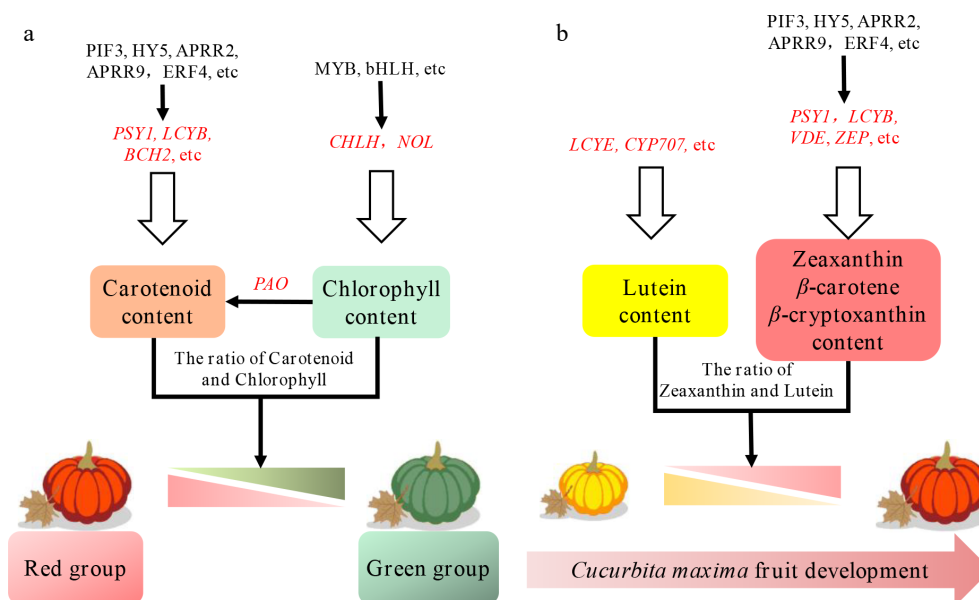 a
PIF3, HY5, APRR2,
APRR9，ERF4, etc
MYB, bHLH, etc
PSY1, LCYB,
BCH2, etc
CHLH，NOL
Carotenoid
content
PAO
Chlorophyll
content
The ratio of Carotenoid
and Chlorophyll
Red group
Green group
b
PIF3, HY5, APRR2,
APRR9，ERF4, etc
LCYE, CYP707, etc
PSY1，LCYB,
VDE, ZEP, etc
Lutein
content
Zeaxanthin
β-carotene
β-cryptoxanthin
content
The ratio of
Zeaxanthin and Lutein
Cucurbita maxima fruit development